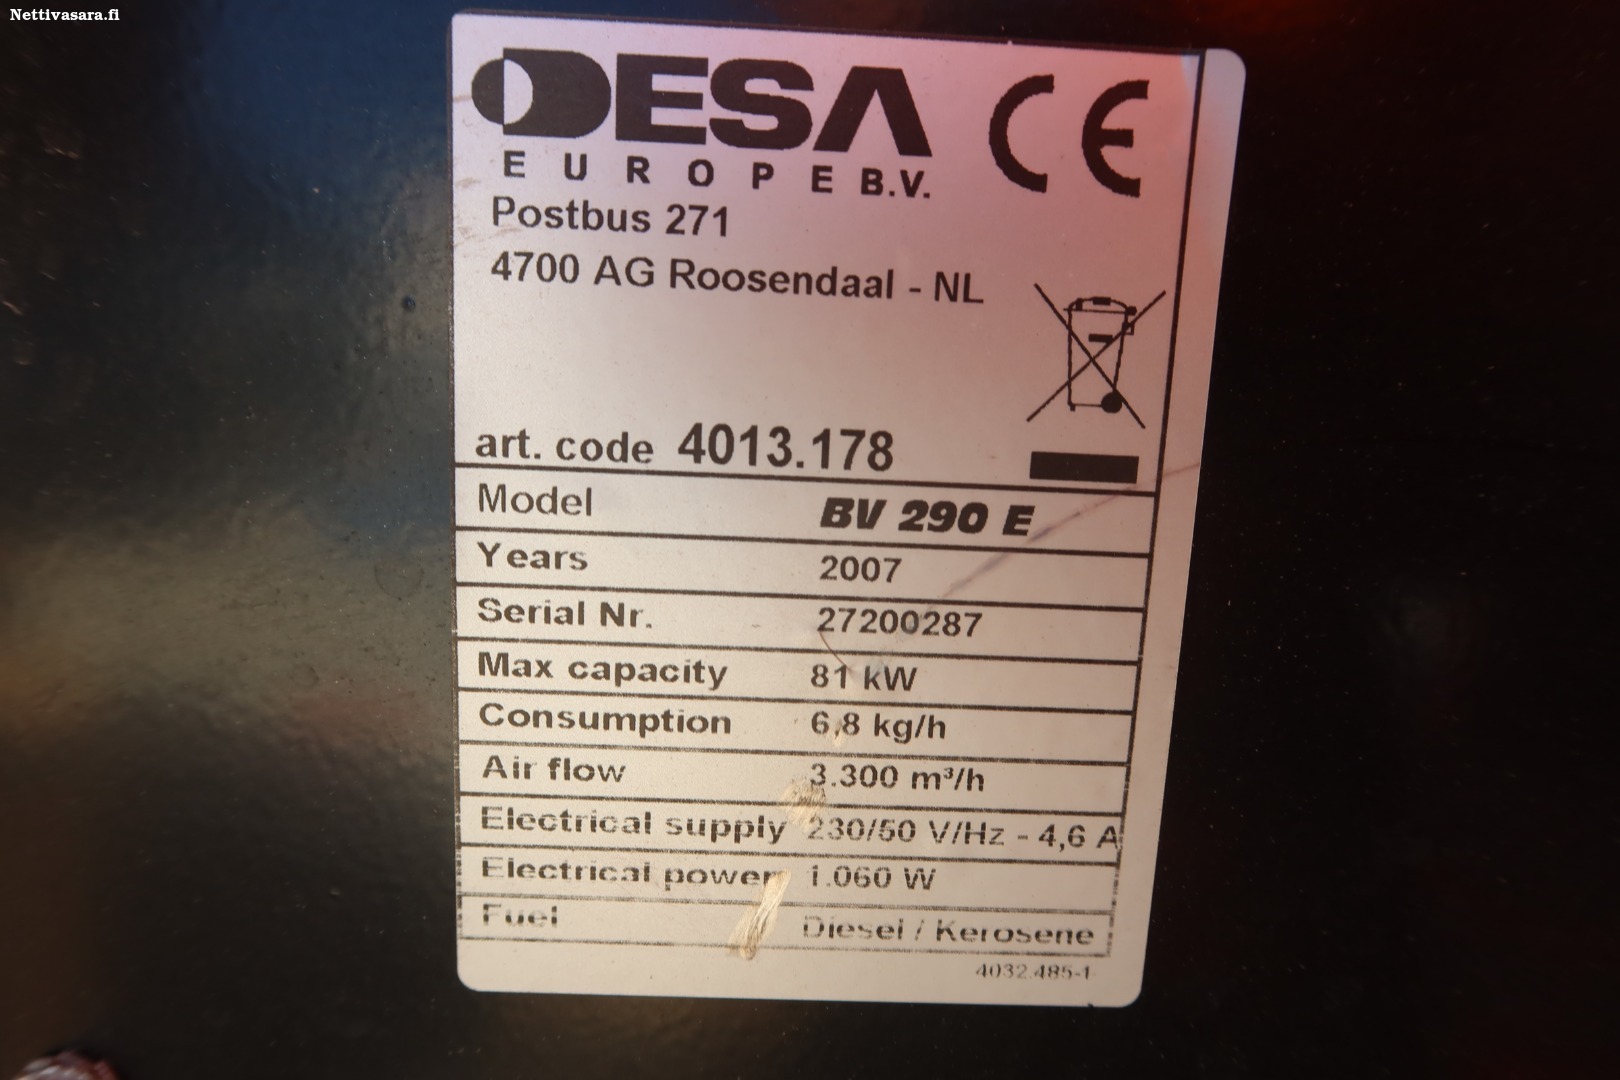 Nettivasara.fi
DESA CE
EUROPE B.V.
Postbus 271
4700 AG Roosendaal - NL
art. code 4013.178
Model BV 290 E
Years 2007
Serial Nr. 27200287
Max capacity 81 kW
Consumption 6,8 kg/h
Air flow 3.300 m³/h
Electrical supply 230/50 V/Hz - 4,6 A
Electrical power 1.060 W
Fuel Diesel / Kerosene
4032.485-1